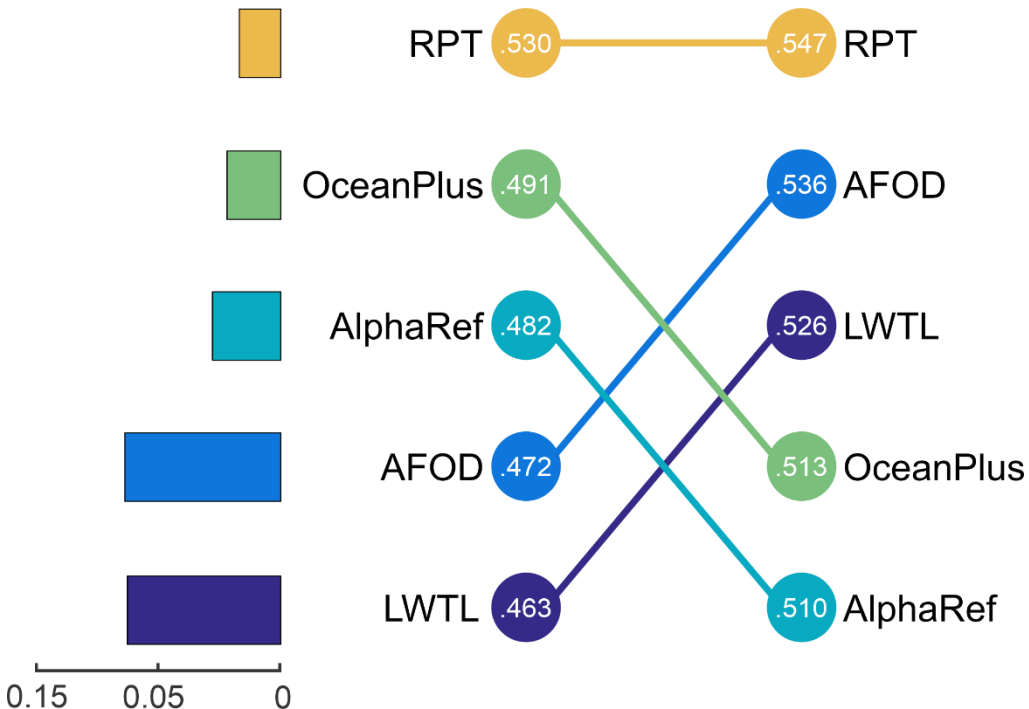 RPT .530 .547 RPT
OceanPlus .491 .536 AFOD
AlphaRef .482 .526 LWTL
AFOD .472 .513 OceanPlus
LWTL .463 .510 AlphaRef
0.15 0.05 0